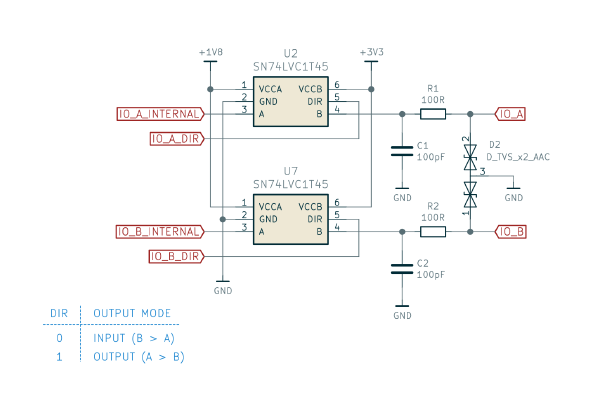 +1V8
U2
SN74LVC1T45
+3V3
1 VCCA VCCB 6
2 GND DIR 5
3 A B 4
IO_A_INTERNAL
IO_A_DIR
R1
100R
IO_A
C1
100pF
GND
2
D2
D_TVS_x2_AAC
3
GND
1
U7
SN74LVC1T45
1 VCCA VCCB 6
2 GND DIR 5
3 A B 4
IO_B_INTERNAL
IO_B_DIR
R2
100R
IO_B
C2
100pF
GND
GND
DIR OUTPUT MODE
0 INPUT (B > A)
1 OUTPUT (A > B)